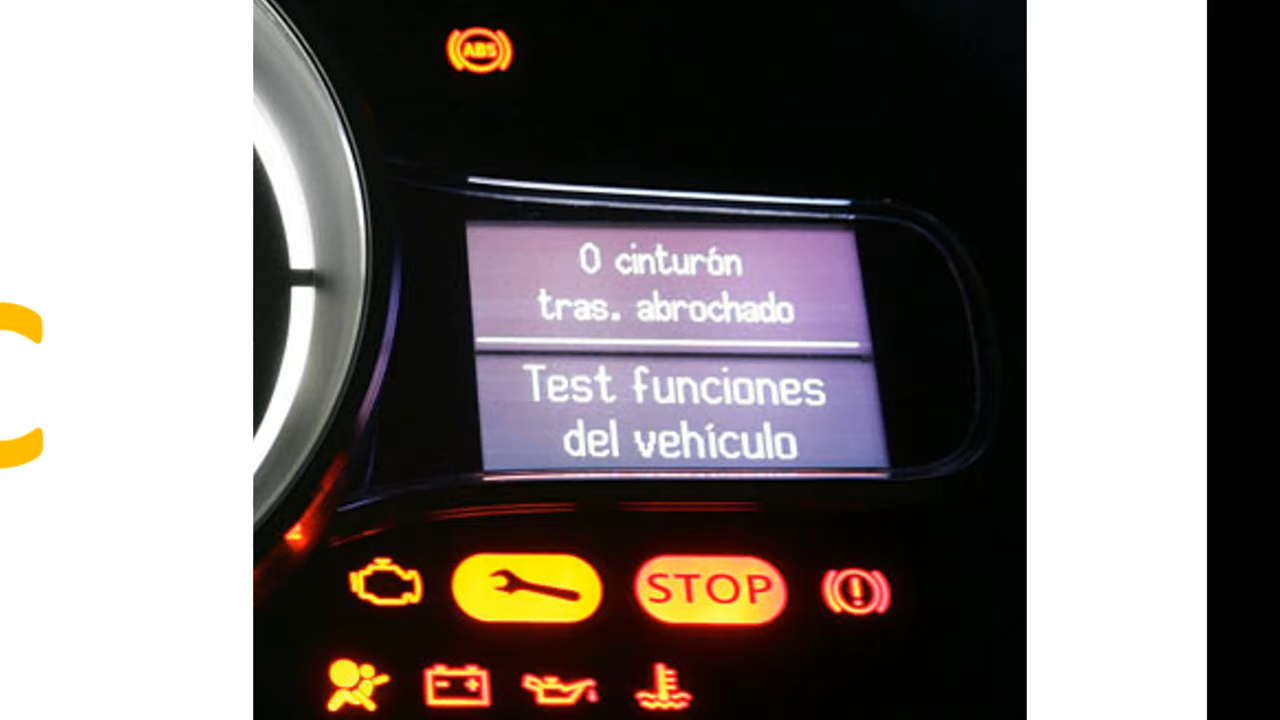 ABS
0 cinturón
tras. abrochado
Test funciones
del vehículo
STOP